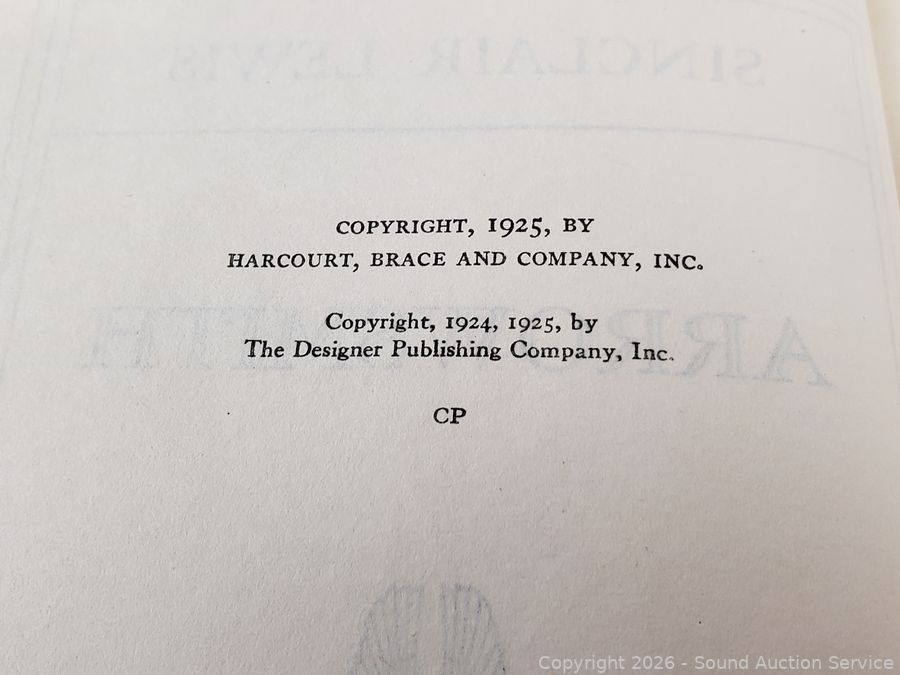 SINCLAIR LEWIS
COPYRIGHT, 1925, BY
HARCOURT, BRACE AND COMPANY, INC.
Copyright, 1924, 1925, by
ARROWSMITH
The Designer Publishing Company, Inc.
CP
Copyright 2026 - Sound Auction Service